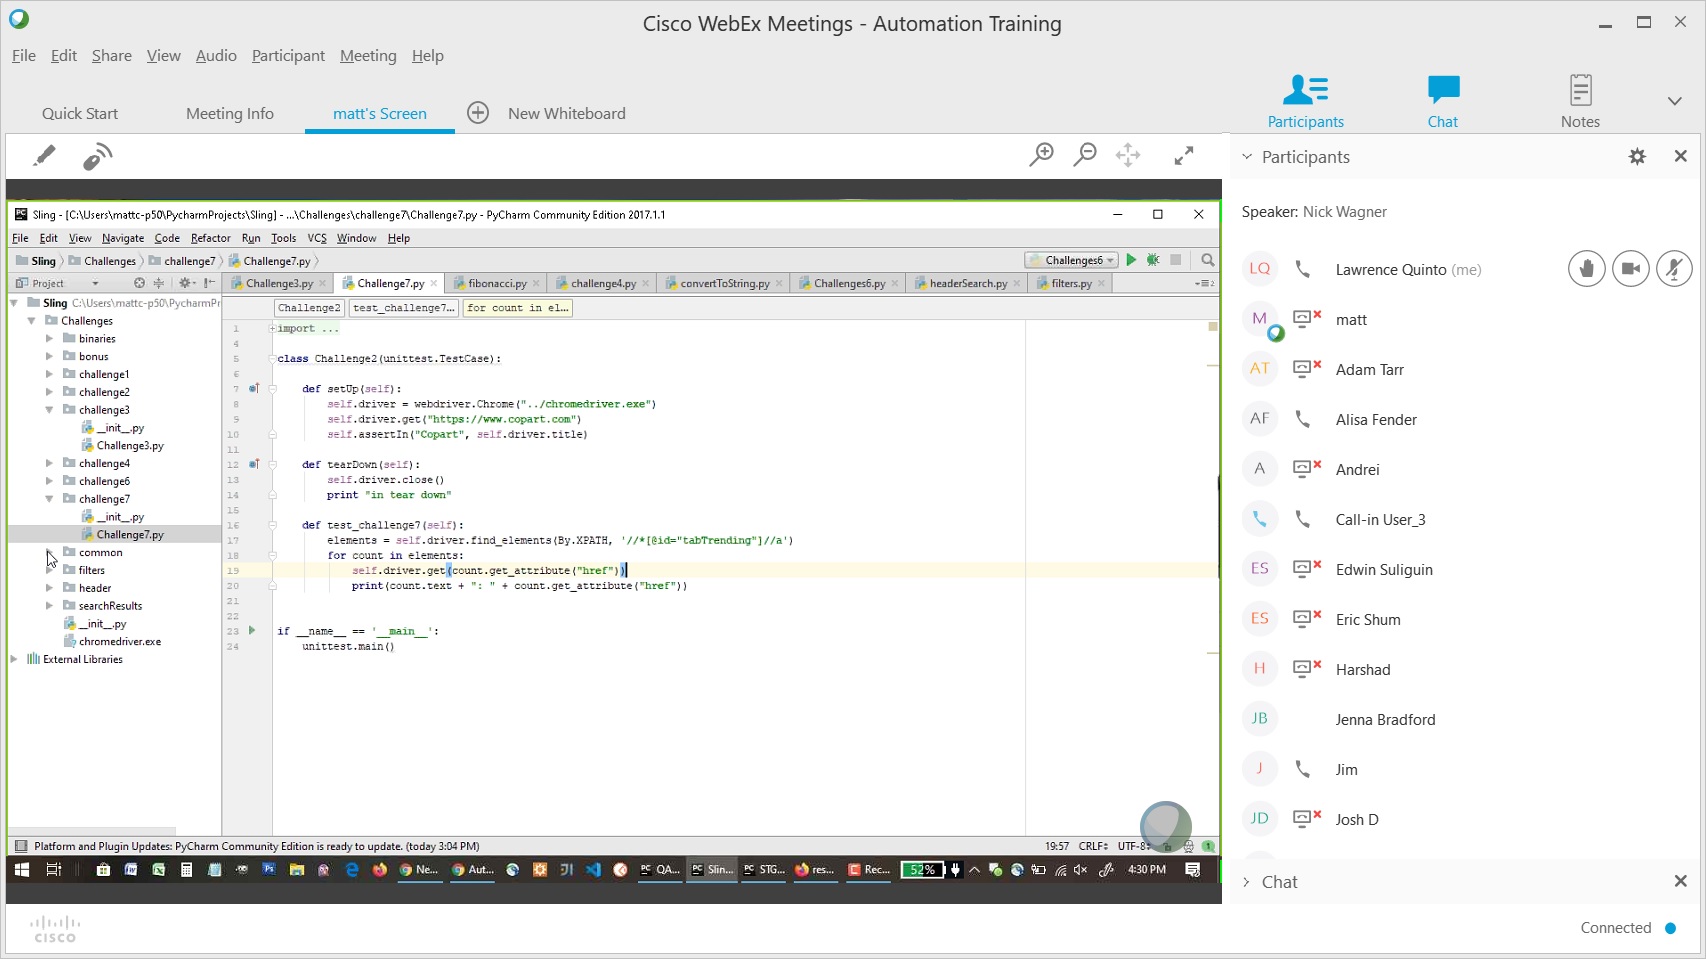 Cisco WebEx Meetings - Automation Training
File Edit Share View Audio Participant Meeting Help
Quick Start Meeting Info matt's Screen New Whiteboard
Participants Chat Notes
Participants
Speaker: Nick Wagner
LQ Lawrence Quinto (me)
M matt
AT Adam Tarr
AF Alisa Fender
A Andrei
Call-in User_3
ES Edwin Suliguin
ES Eric Shum
H Harshad
JB Jenna Bradford
J Jim
JD Josh D
Chat
Connected
CISCO
Sling - [C:\Users\mattc-p50\PycharmProjects\Sling] - ...\Challenges\challenge7\Challenge7.py - PyCharm Community Edition 2017.1.1
File Edit View Navigate Code Refactor Run Tools VCS Window Help
Sling Challenges challenge7 Challenge7.py Challenges6
Project
Challenge3.py Challenge7.py fibonacci.py challenge4.py convertToString.py Challenges6.py headerSearch.py filters.py
Sling C:\Users\mattc-p50\PycharmPr
Challenges
binaries
bonus
challenge1
challenge2
challenge3
__init__.py
Challenge3.py
challenge4
challenge6
challenge7
__init__.py
Challenge7.py
common
filters
header
searchResults
__init__.py
chromedriver.exe
External Libraries
Challenge2 test_challenge7... for count in el...
1 import ...
4
5 class Challenge2(unittest.TestCase):
6
7 def setUp(self):
8 self.driver = webdriver.Chrome("../chromedriver.exe")
9 self.driver.get("https://www.copart.com")
10 self.assertIn("Copart", self.driver.title)
11
12 def tearDown(self):
13 self.driver.close()
14 print "in tear down"
15
16 def test_challenge7(self):
17 elements = self.driver.find_elements(By.XPATH, '//*[@id="tabTrending"]//a')
18 for count in elements:
19 self.driver.get(count.get_attribute("href"))
20 print(count.text + ": " + count.get_attribute("href"))
21
22
23 if __name__ == '__main__':
24 unittest.main()
Platform and Plugin Updates: PyCharm Community Edition is ready to update. (today 3:04 PM) 19:57 CRLF UTF-8 1
Ne... Aut... QA... Slin... STG... res... Rec... 52% 4:30 PM